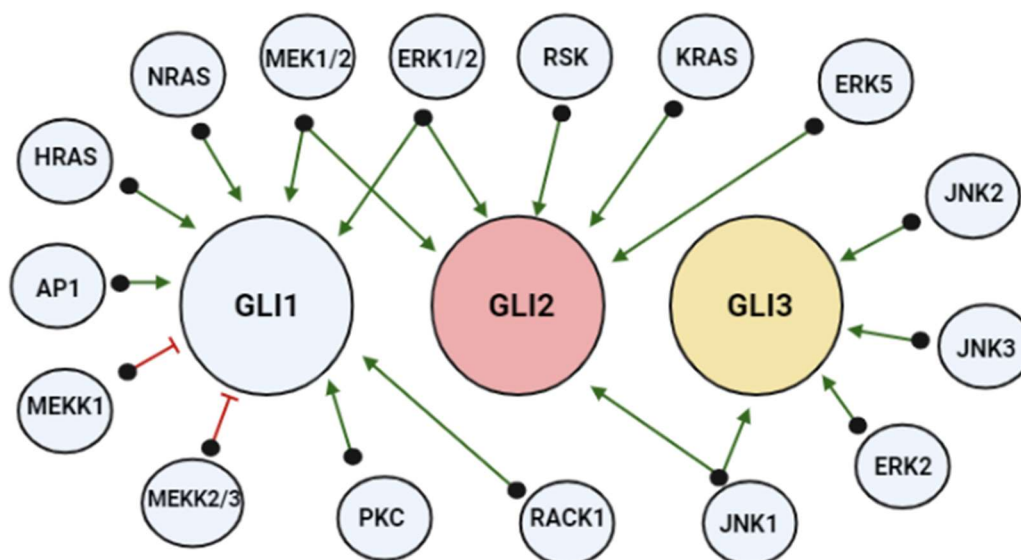 NRAS
MEK1/2
ERK1/2
RSK
KRAS
ERK5
HRAS
JNK2
AP1
GLI1
GLI2
GLI3
JNK3
MEKK1
MEKK2/3
PKC
RACK1
JNK1
ERK2